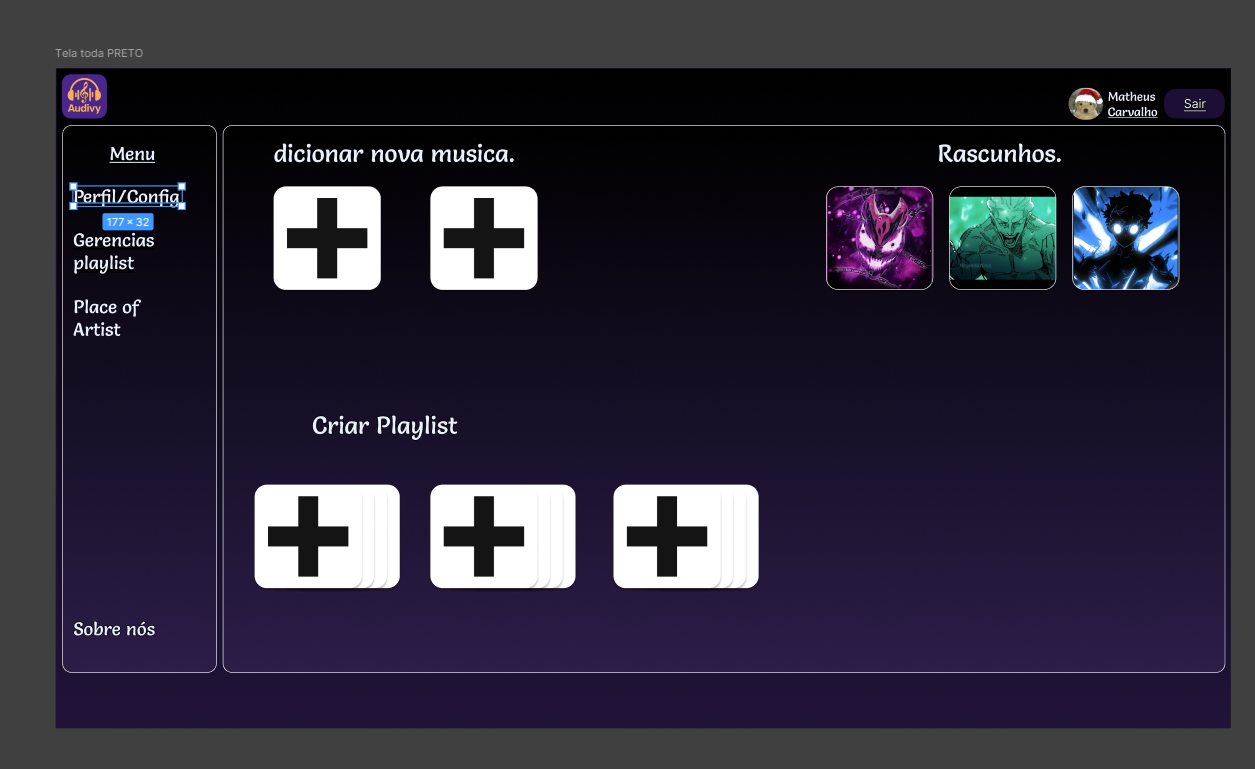 Tela toda PRETO
Audivy
Matheus
Carvalho
Sair
Menu
Perfil/Config
177 × 32
Gerencias
playlist
Place of
Artist
Sobre nós
dicionar nova musica.
Rascunhos.
Criar Playlist